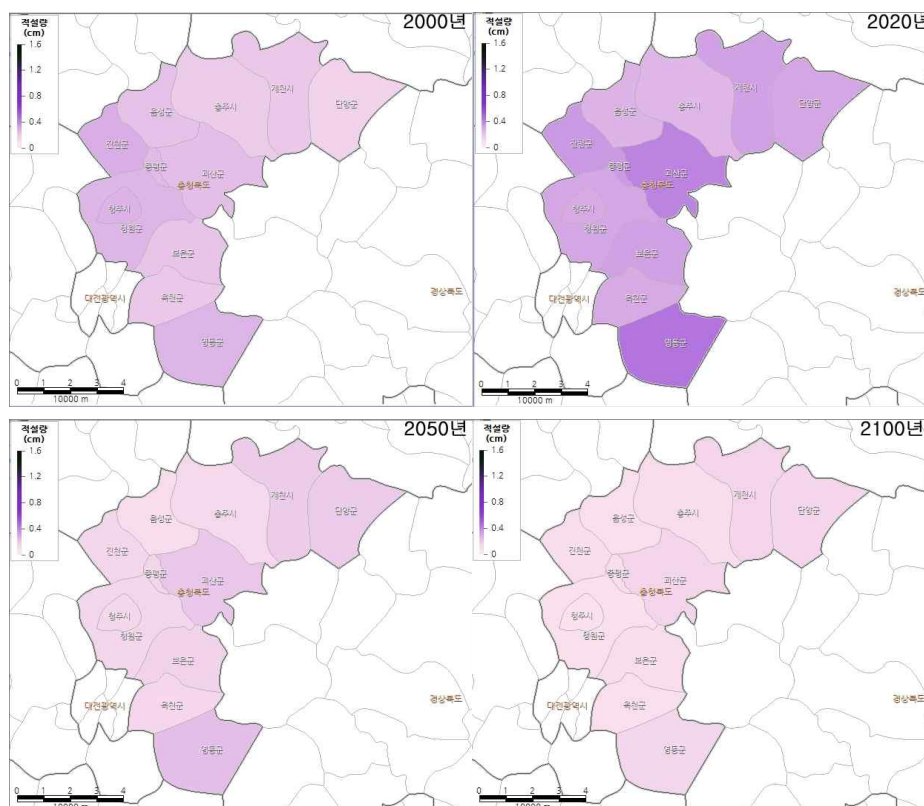 2000년
적설량
(cm)
1.6
1.2
0.8
0.4
0
음성군
충주시
제천시
단양군
진천군
증평군
괴산군
충청북도
청주시
청원군
보은군
대전광역시
옥천군
경상북도
영동군
0 1 2 3 4
10000 m
2020년
적설량
(cm)
1.6
1.2
0.8
0.4
0
음성군
충주시
제천시
단양군
진천군
증평군
괴산군
충청북도
청주시
청원군
보은군
대전광역시
옥천군
경상북도
영동군
0 1 2 3 4
10000 m
2050년
적설량
(cm)
1.6
1.2
0.8
0.4
0
음성군
충주시
제천시
단양군
진천군
증평군
괴산군
충청북도
청주시
청원군
보은군
대전광역시
옥천군
경상북도
영동군
0 1 2 3 4
10000 m
2100년
적설량
(cm)
1.6
1.2
0.8
0.4
0
음성군
충주시
제천시
단양군
진천군
증평군
괴산군
충청북도
청주시
청원군
보은군
대전광역시
옥천군
경상북도
영동군
0 1 2 3 4
10000 m